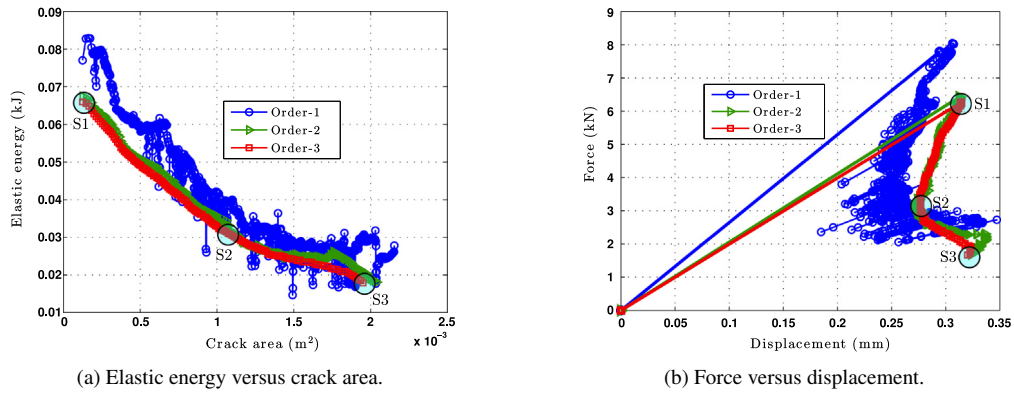 0.09
0.08
0.07
0.06
0.05
0.04
0.03
0.02
0.01
Elastic energy (kJ)
Order-1
Order-2
Order-3
S1
S2
S3
0 0.5 1 1.5 2 2.5
Crack area (m²)
x 10⁻³
(a) Elastic energy versus crack area.
9
8
7
6
5
4
3
2
1
0
Force (kN)
Order-1
Order-2
Order-3
S1
S2
S3
0 0.05 0.1 0.15 0.2 0.25 0.3 0.35
Displacement (mm)
(b) Force versus displacement.